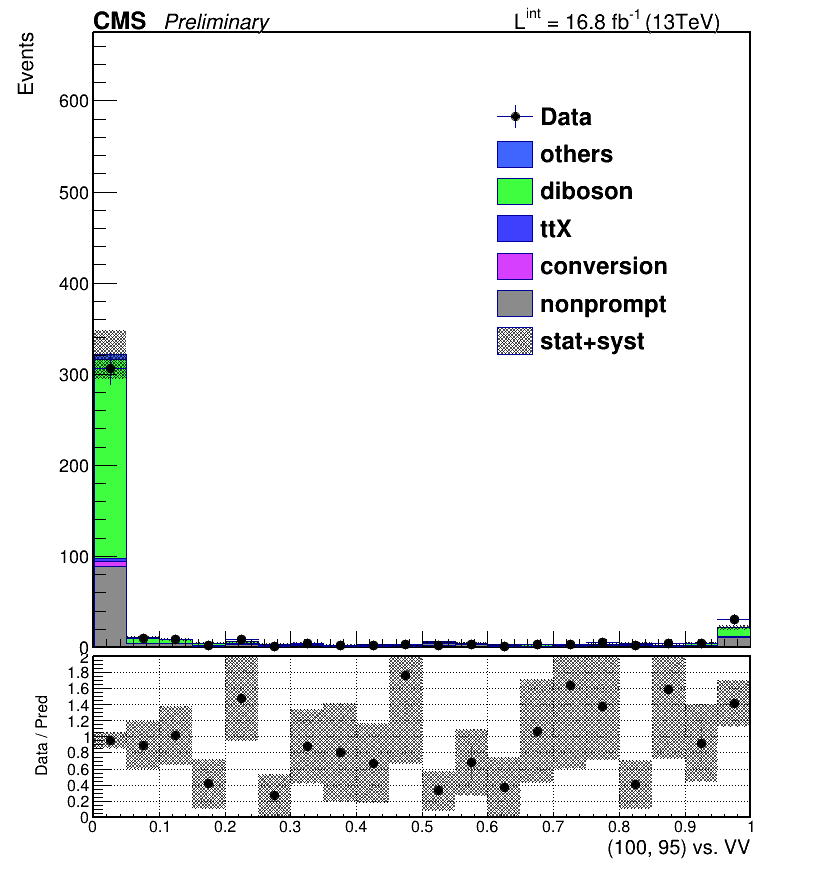 CMS Preliminary L^int = 16.8 fb^-1 (13TeV)
Events
600
500
400
300
200
100
0
Data
others
diboson
ttX
conversion
nonprompt
stat+syst
Data / Pred
2
1.8
1.6
1.4
1.2
1
0.8
0.6
0.4
0.2
0
0 0.1 0.2 0.3 0.4 0.5 0.6 0.7 0.8 0.9 1
(100, 95) vs. VV